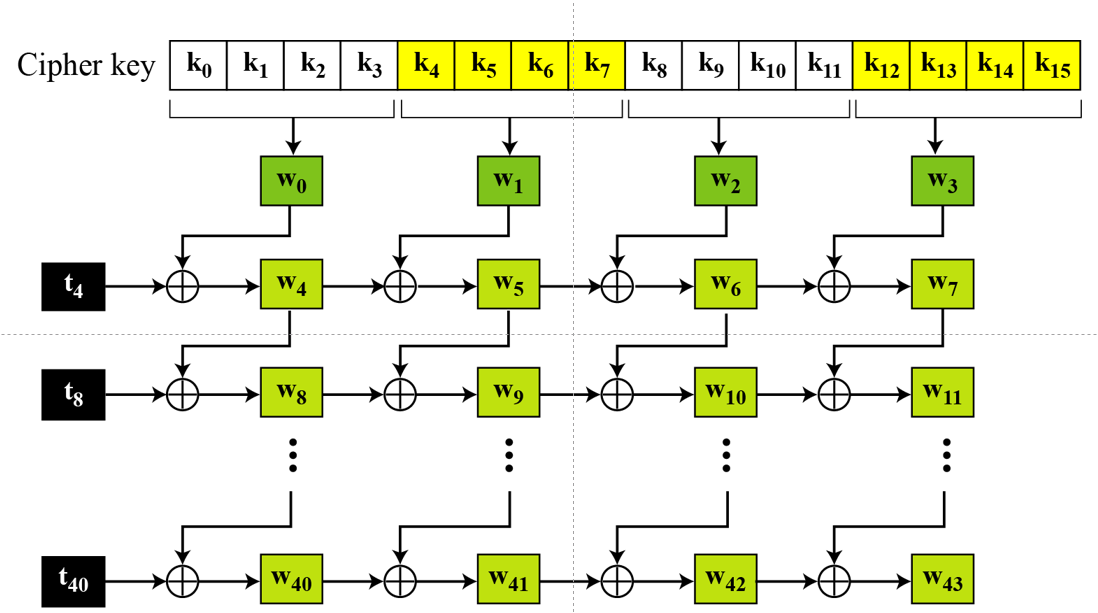 Cipher key k0 k1 k2 k3 k4 k5 k6 k7 k8 k9 k10 k11 k12 k13 k14 k15
w0 w1 w2 w3
t4 w4 w5 w6 w7
t8 w8 w9 w10 w11
t40 w40 w41 w42 w43